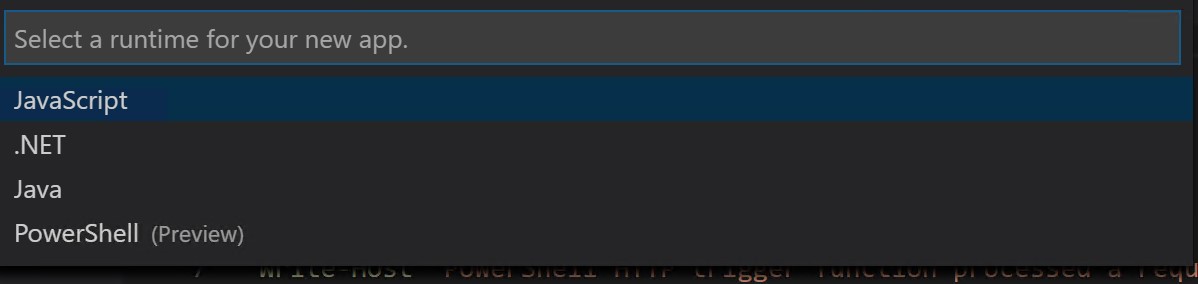 Select a runtime for your new app.
JavaScript
.NET
Java
PowerShell (Preview)
7 Write-Host "PowerShell HTTP trigger function processed a requ